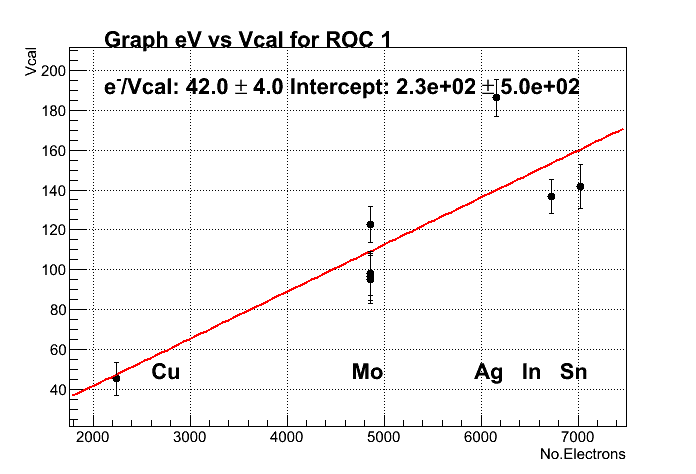 Graph eV vs Vcal for ROC 1
Vcal
e-/Vcal: 42.0 ± 4.0 Intercept: 2.3e+02 ± 5.0e+02
200
180
160
140
120
100
80
60
40
Cu Mo Ag In Sn
2000 3000 4000 5000 6000 7000
No.Electrons